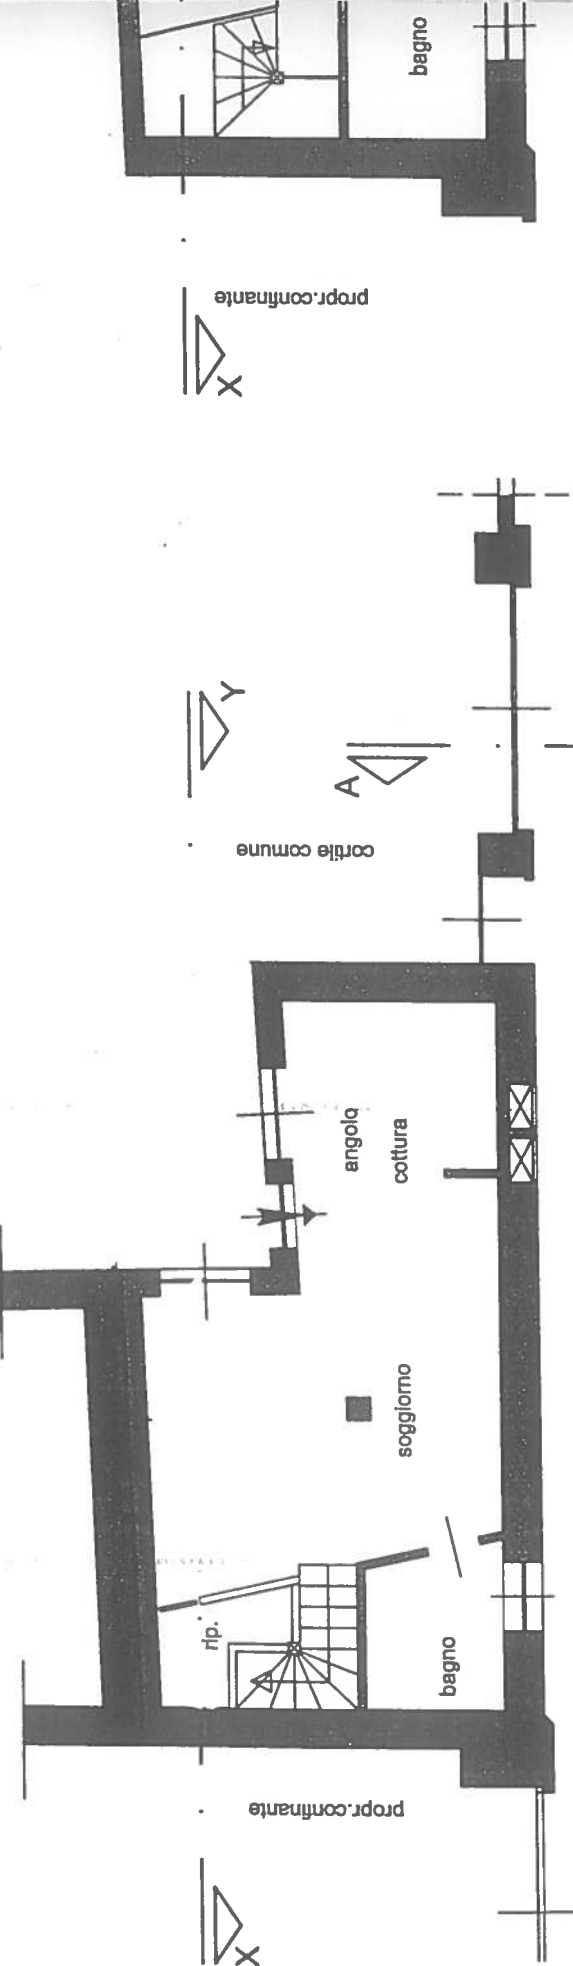 bagno
propr.confinante
X
Y
A
cortile comune
angolo
cottura
soggiorno
rip.
bagno
propr.confinante
X